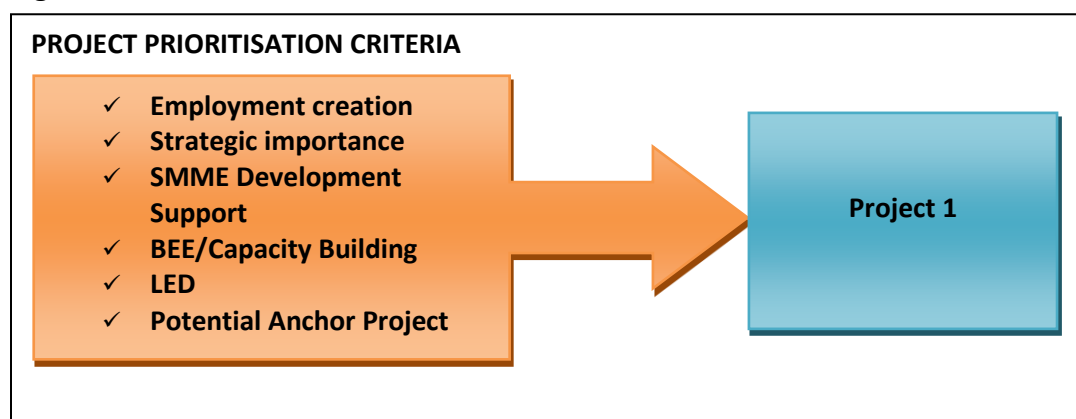 PROJECT PRIORITISATION CRITERIA
✓ Employment creation
✓ Strategic importance
✓ SMME Development
Support
✓ BEE/Capacity Building
✓ LED
✓ Potential Anchor Project
Project 1